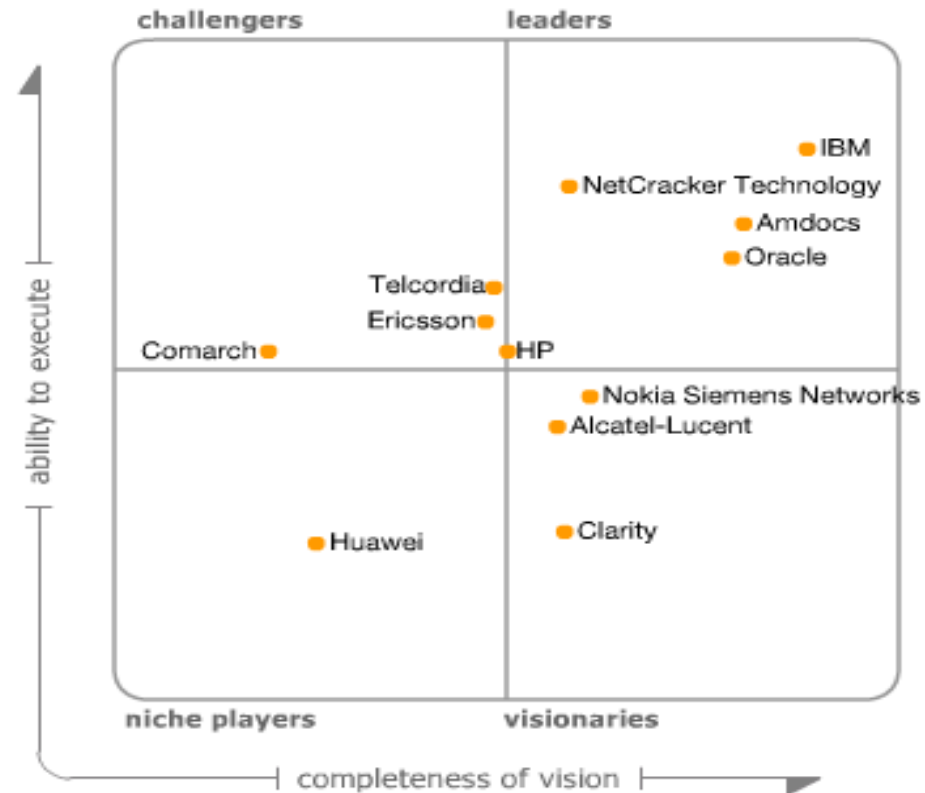 challengers
leaders
IBM
NetCracker Technology
Amdocs
Oracle
Telcordia
Ericsson
Comarch
HP
Nokia Siemens Networks
Alcatel-Lucent
Clarity
Huawei
niche players
visionaries
ability to execute
completeness of vision